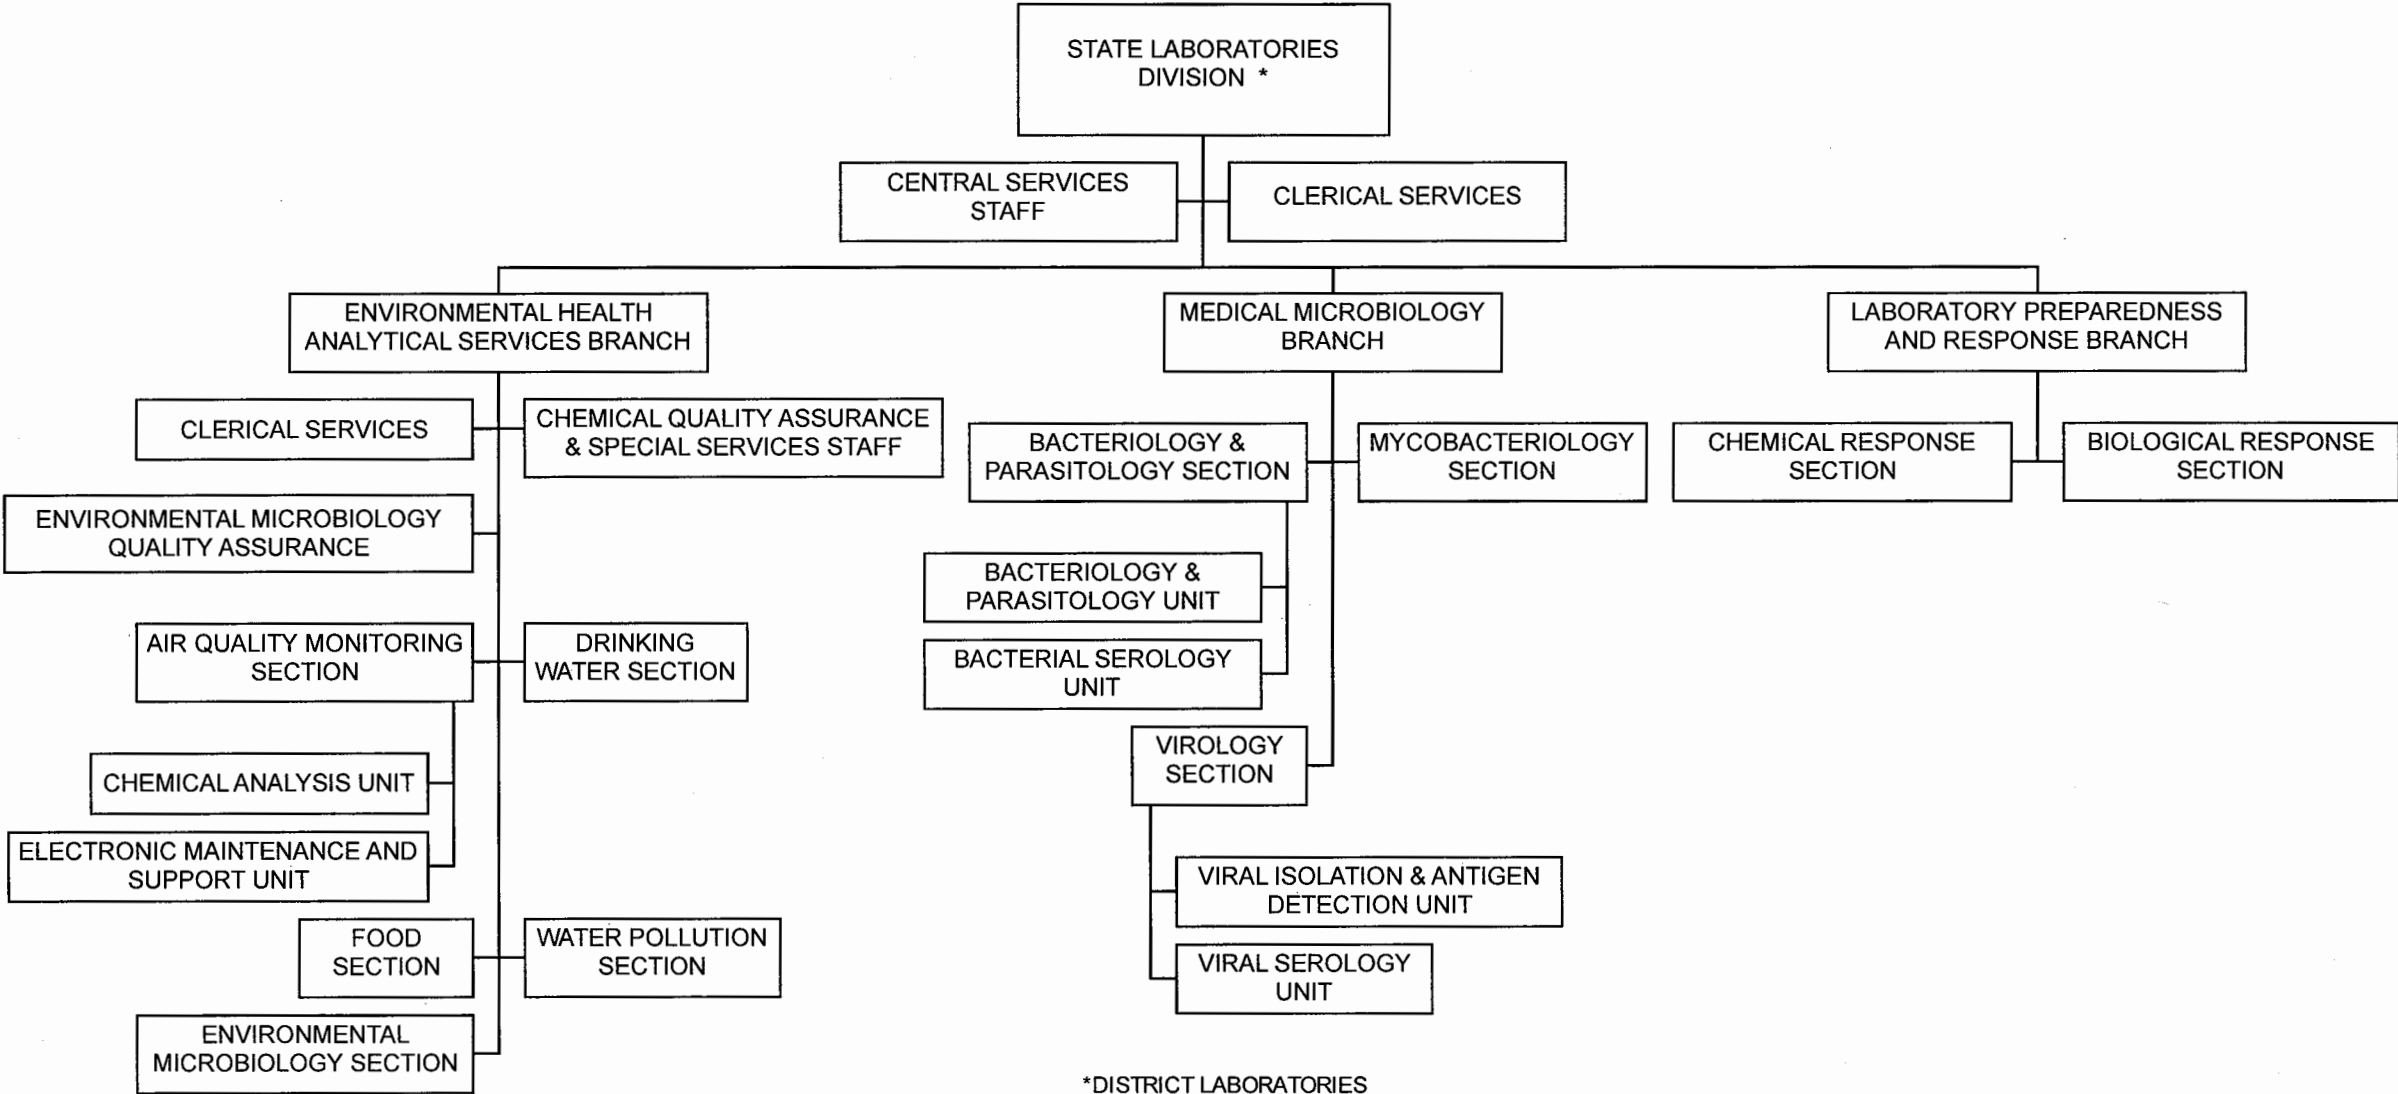 STATE LABORATORIES
DIVISION *
CENTRAL SERVICES
STAFF
CLERICAL SERVICES
ENVIRONMENTAL HEALTH
ANALYTICAL SERVICES BRANCH
MEDICAL MICROBIOLOGY
BRANCH
LABORATORY PREPAREDNESS
AND RESPONSE BRANCH
CLERICAL SERVICES
CHEMICAL QUALITY ASSURANCE
& SPECIAL SERVICES STAFF
BACTERIOLOGY &
PARASITOLOGY SECTION
MYCOBACTERIOLOGY
SECTION
CHEMICAL RESPONSE
SECTION
BIOLOGICAL RESPONSE
SECTION
ENVIRONMENTAL MICROBIOLOGY
QUALITY ASSURANCE
BACTERIOLOGY &
PARASITOLOGY UNIT
AIR QUALITY MONITORING
SECTION
DRINKING
WATER SECTION
BACTERIAL SEROLOGY
UNIT
VIROLOGY
SECTION
CHEMICAL ANALYSIS UNIT
ELECTRONIC MAINTENANCE AND
SUPPORT UNIT
VIRAL ISOLATION & ANTIGEN
DETECTION UNIT
FOOD
SECTION
WATER POLLUTION
SECTION
VIRAL SEROLOGY
UNIT
ENVIRONMENTAL
MICROBIOLOGY SECTION
*DISTRICT LABORATORIES